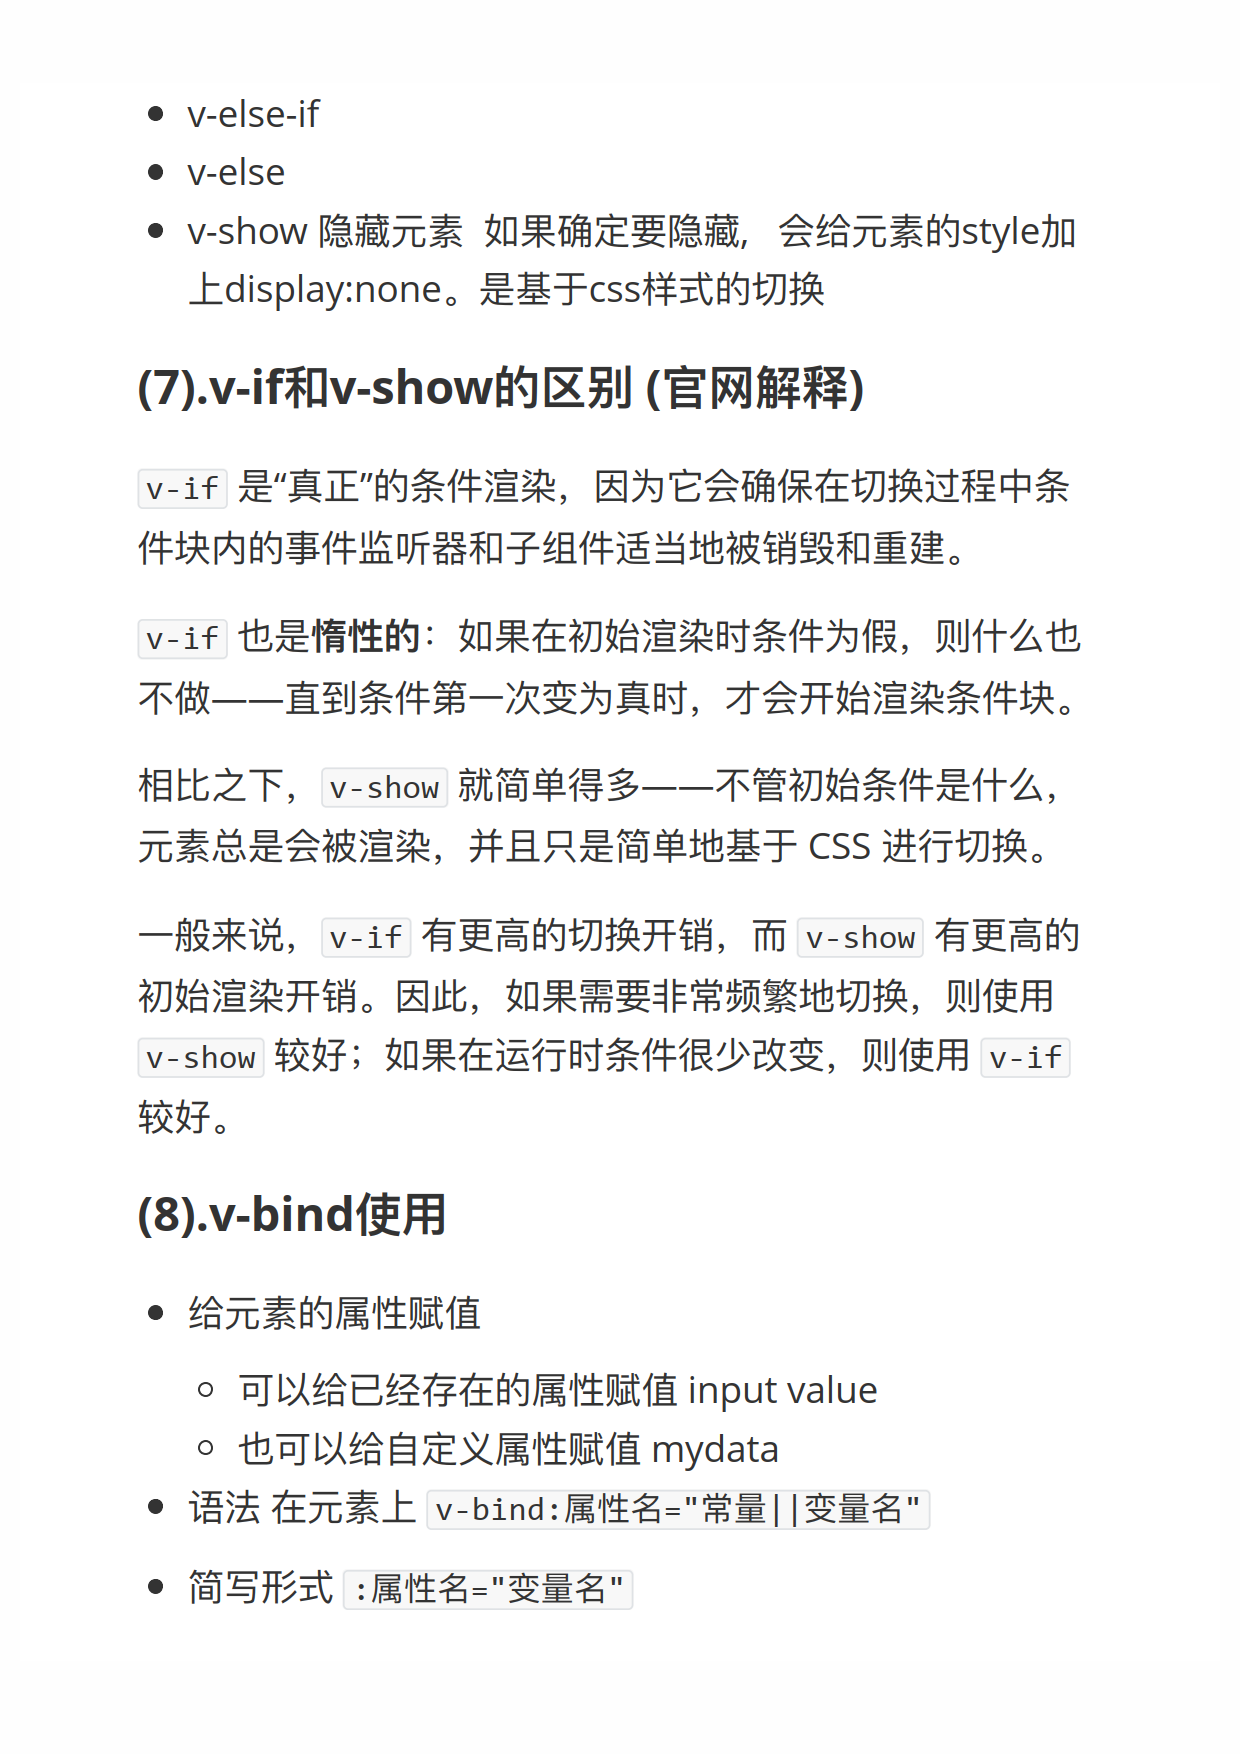 v-else-if
v-else
v-show 隐藏元素  如果确定要隐藏， 会给元素的style加
上display:none。是基于css样式的切换
(7).v-if和v-show的区别 (官网解释)
v-if 是“真正”的条件渲染，因为它会确保在切换过程中条
件块内的事件监听器和子组件适当地被销毁和重建。
v-if 也是惰性的：如果在初始渲染时条件为假，则什么也
不做——直到条件第一次变为真时，才会开始渲染条件块。
相比之下，v-show 就简单得多——不管初始条件是什么，
元素总是会被渲染，并且只是简单地基于 CSS 进行切换。
一般来说，v-if 有更高的切换开销，而 v-show 有更高的
初始渲染开销。因此，如果需要非常频繁地切换，则使用
v-show 较好；如果在运行时条件很少改变，则使用 v-if
较好。
(8).v-bind使用
给元素的属性赋值
可以给已经存在的属性赋值 input value
也可以给自定义属性赋值 mydata
语法 在元素上 v-bind:属性名="常量||变量名"
简写形式 :属性名="变量名"